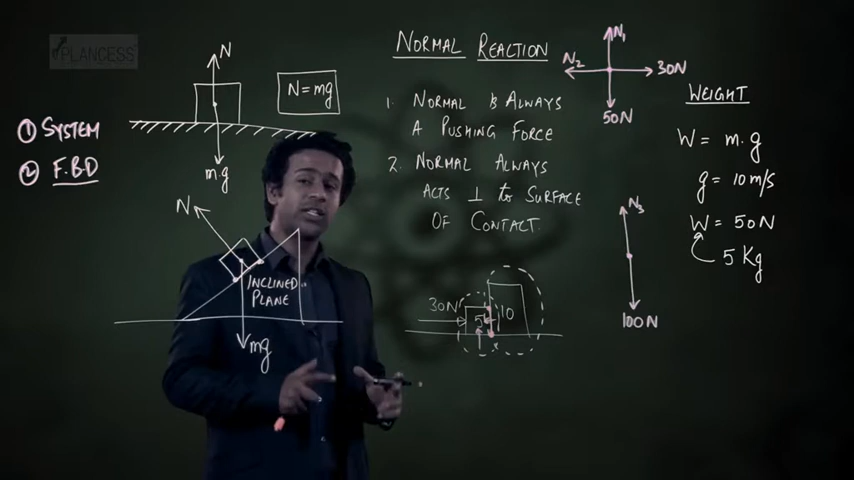 PLANCESS
① SYSTEM
② F.B.D
N
N = mg
mg
N
INCLINED
PLANE
mg
NORMAL REACTION
1. NORMAL IS ALWAYS
A PUSHING FORCE
2. NORMAL ALWAYS
ACTS ⊥ to SURFACE
OF CONTACT.
30N
5
10
N₁
N₂
30N
50N
N₃
100N
WEIGHT
W = m.g
g = 10 m/s
W = 50N
5 Kg